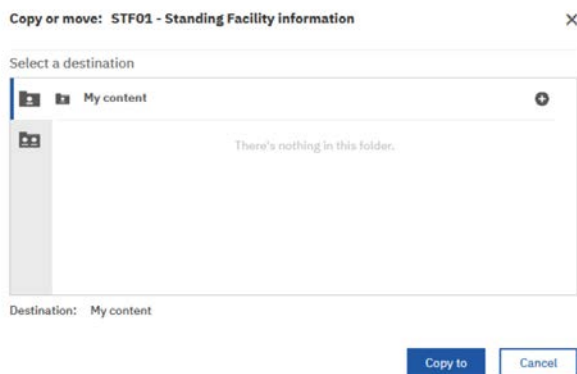 Copy or move: STF01 - Standing Facility information
Select a destination
My content
There's nothing in this folder.
Destination: My content
Copy to Cancel